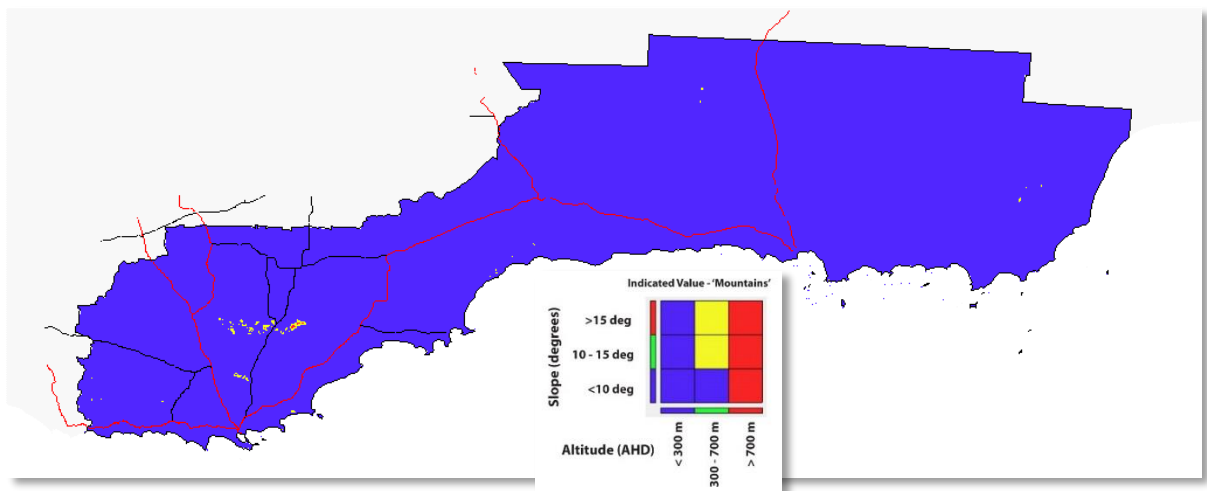 Indicated Value - 'Mountains'
>15 deg
10 - 15 deg
<10 deg
Slope (degrees)
Altitude (AHD)
< 300 m
300 - 700 m
> 700 m